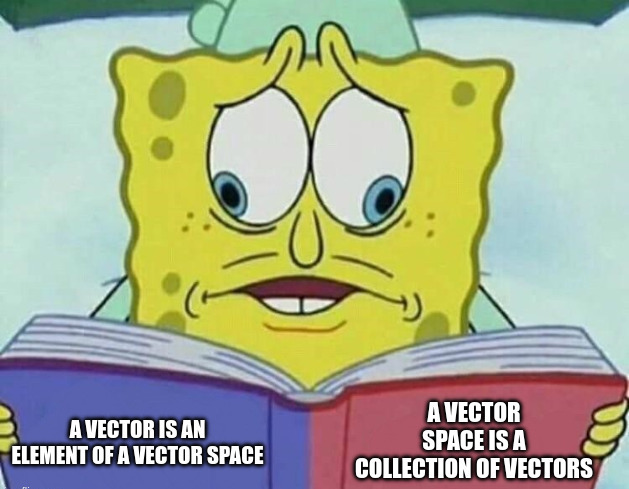 A VECTOR IS AN
ELEMENT OF A VECTOR SPACE
A VECTOR
SPACE IS A
COLLECTION OF VECTORS